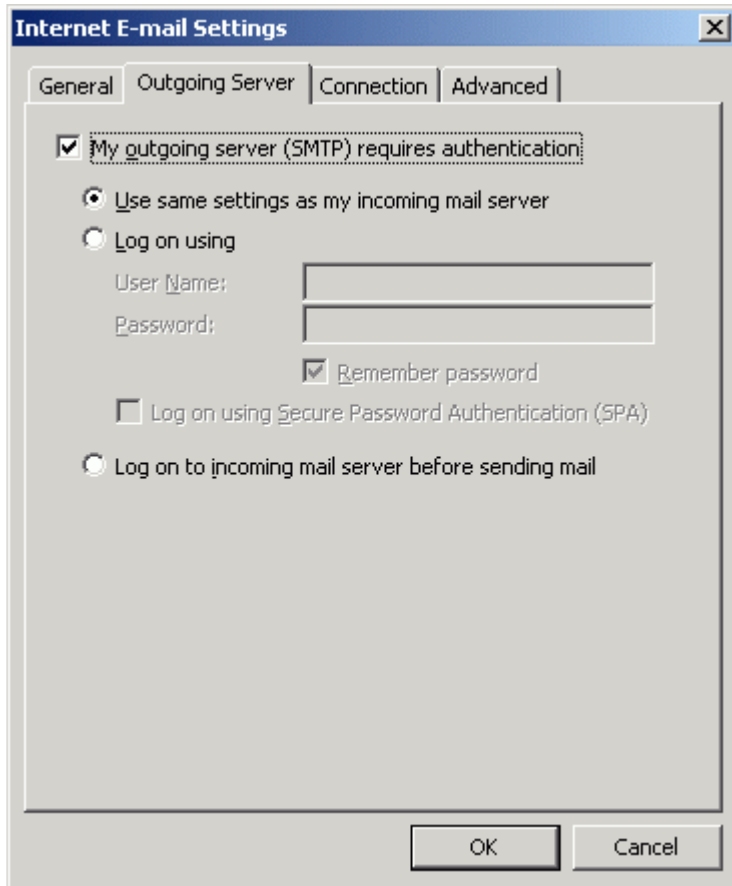 Internet E-mail Settings
General Outgoing Server Connection Advanced
My outgoing server (SMTP) requires authentication
Use same settings as my incoming mail server
Log on using
User Name:
Password:
Remember password
Log on using Secure Password Authentication (SPA)
Log on to incoming mail server before sending mail
OK Cancel